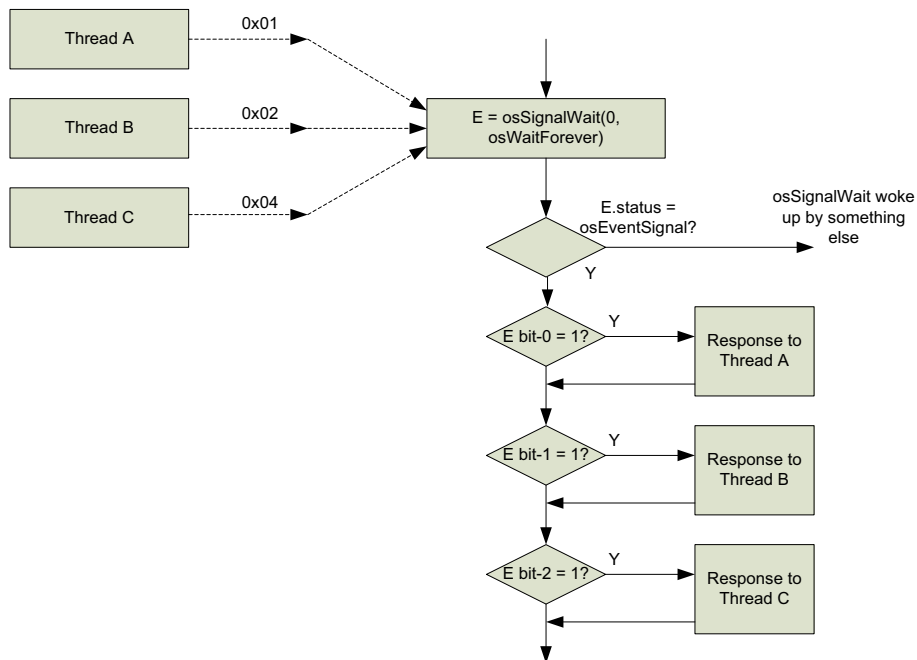 Thread A
0x01
Thread B
0x02
Thread C
0x04
E = osSignalWait(0,
osWaitForever)
E.status =
osEventSignal?
osSignalWait woke
up by something
else
Y
E bit-0 = 1?
Y
Response to
Thread A
E bit-1 = 1?
Y
Response to
Thread B
E bit-2 = 1?
Y
Response to
Thread C